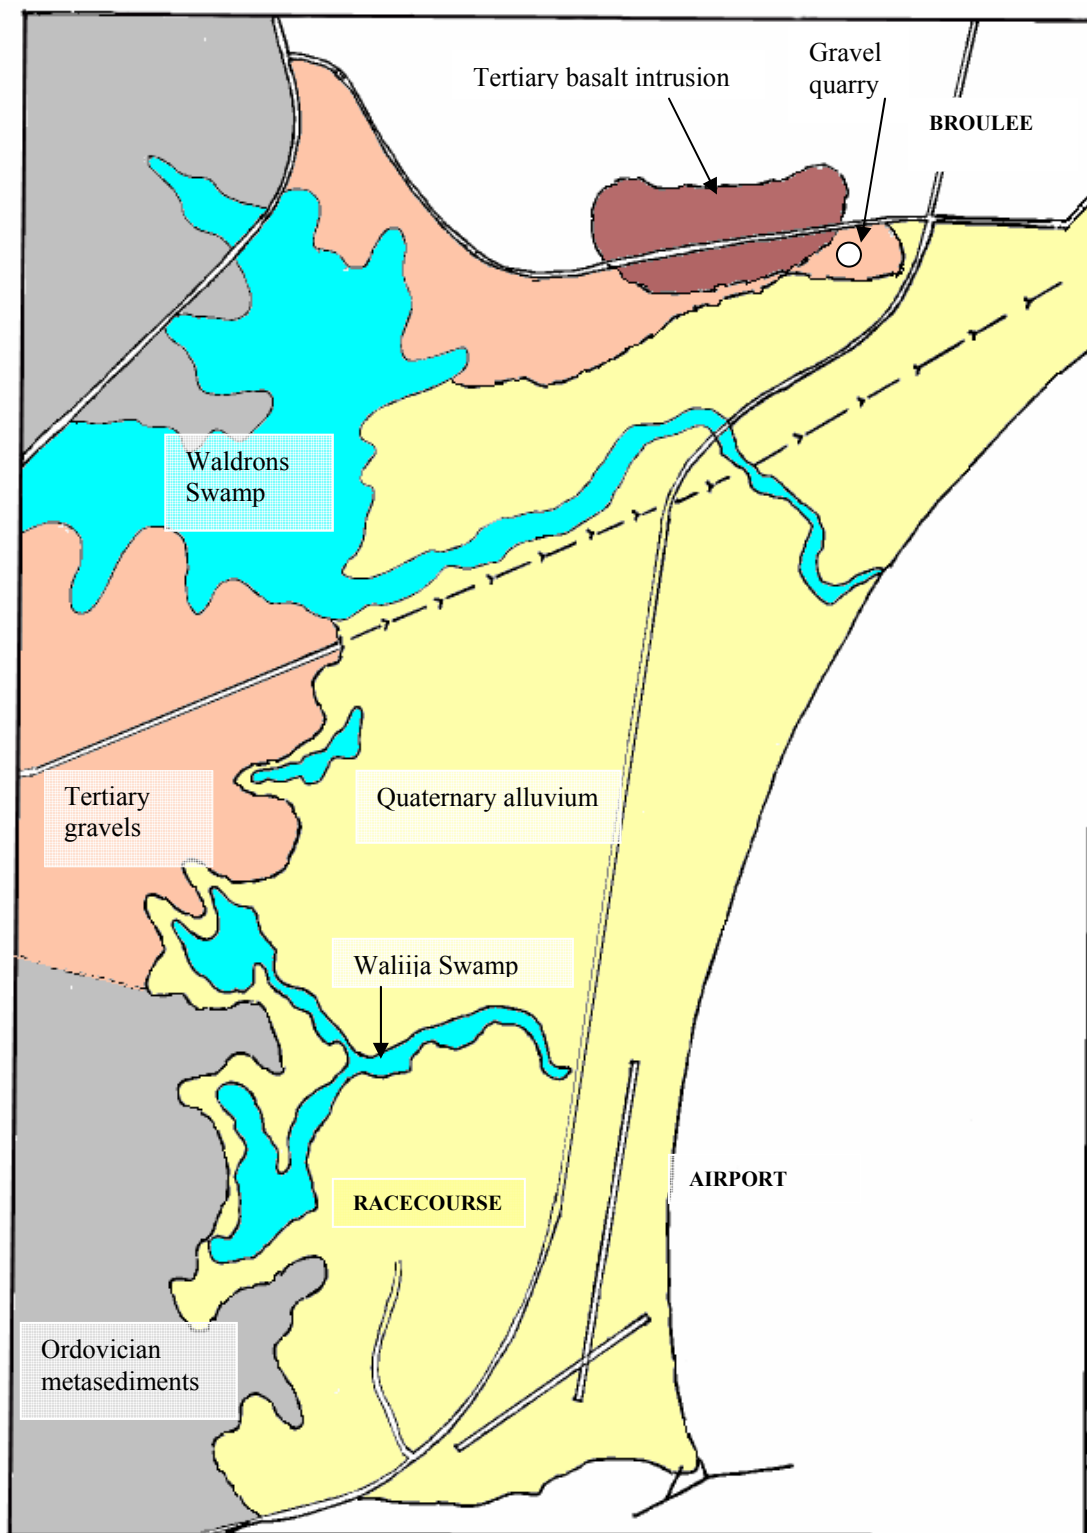 Tertiary basalt intrusion
Gravel
quarry
BROULEE
Waldrons
Swamp
Tertiary
gravels
Quaternary alluvium
Waliija Swamp
AIRPORT
RACECOURSE
Ordovician
metasediments